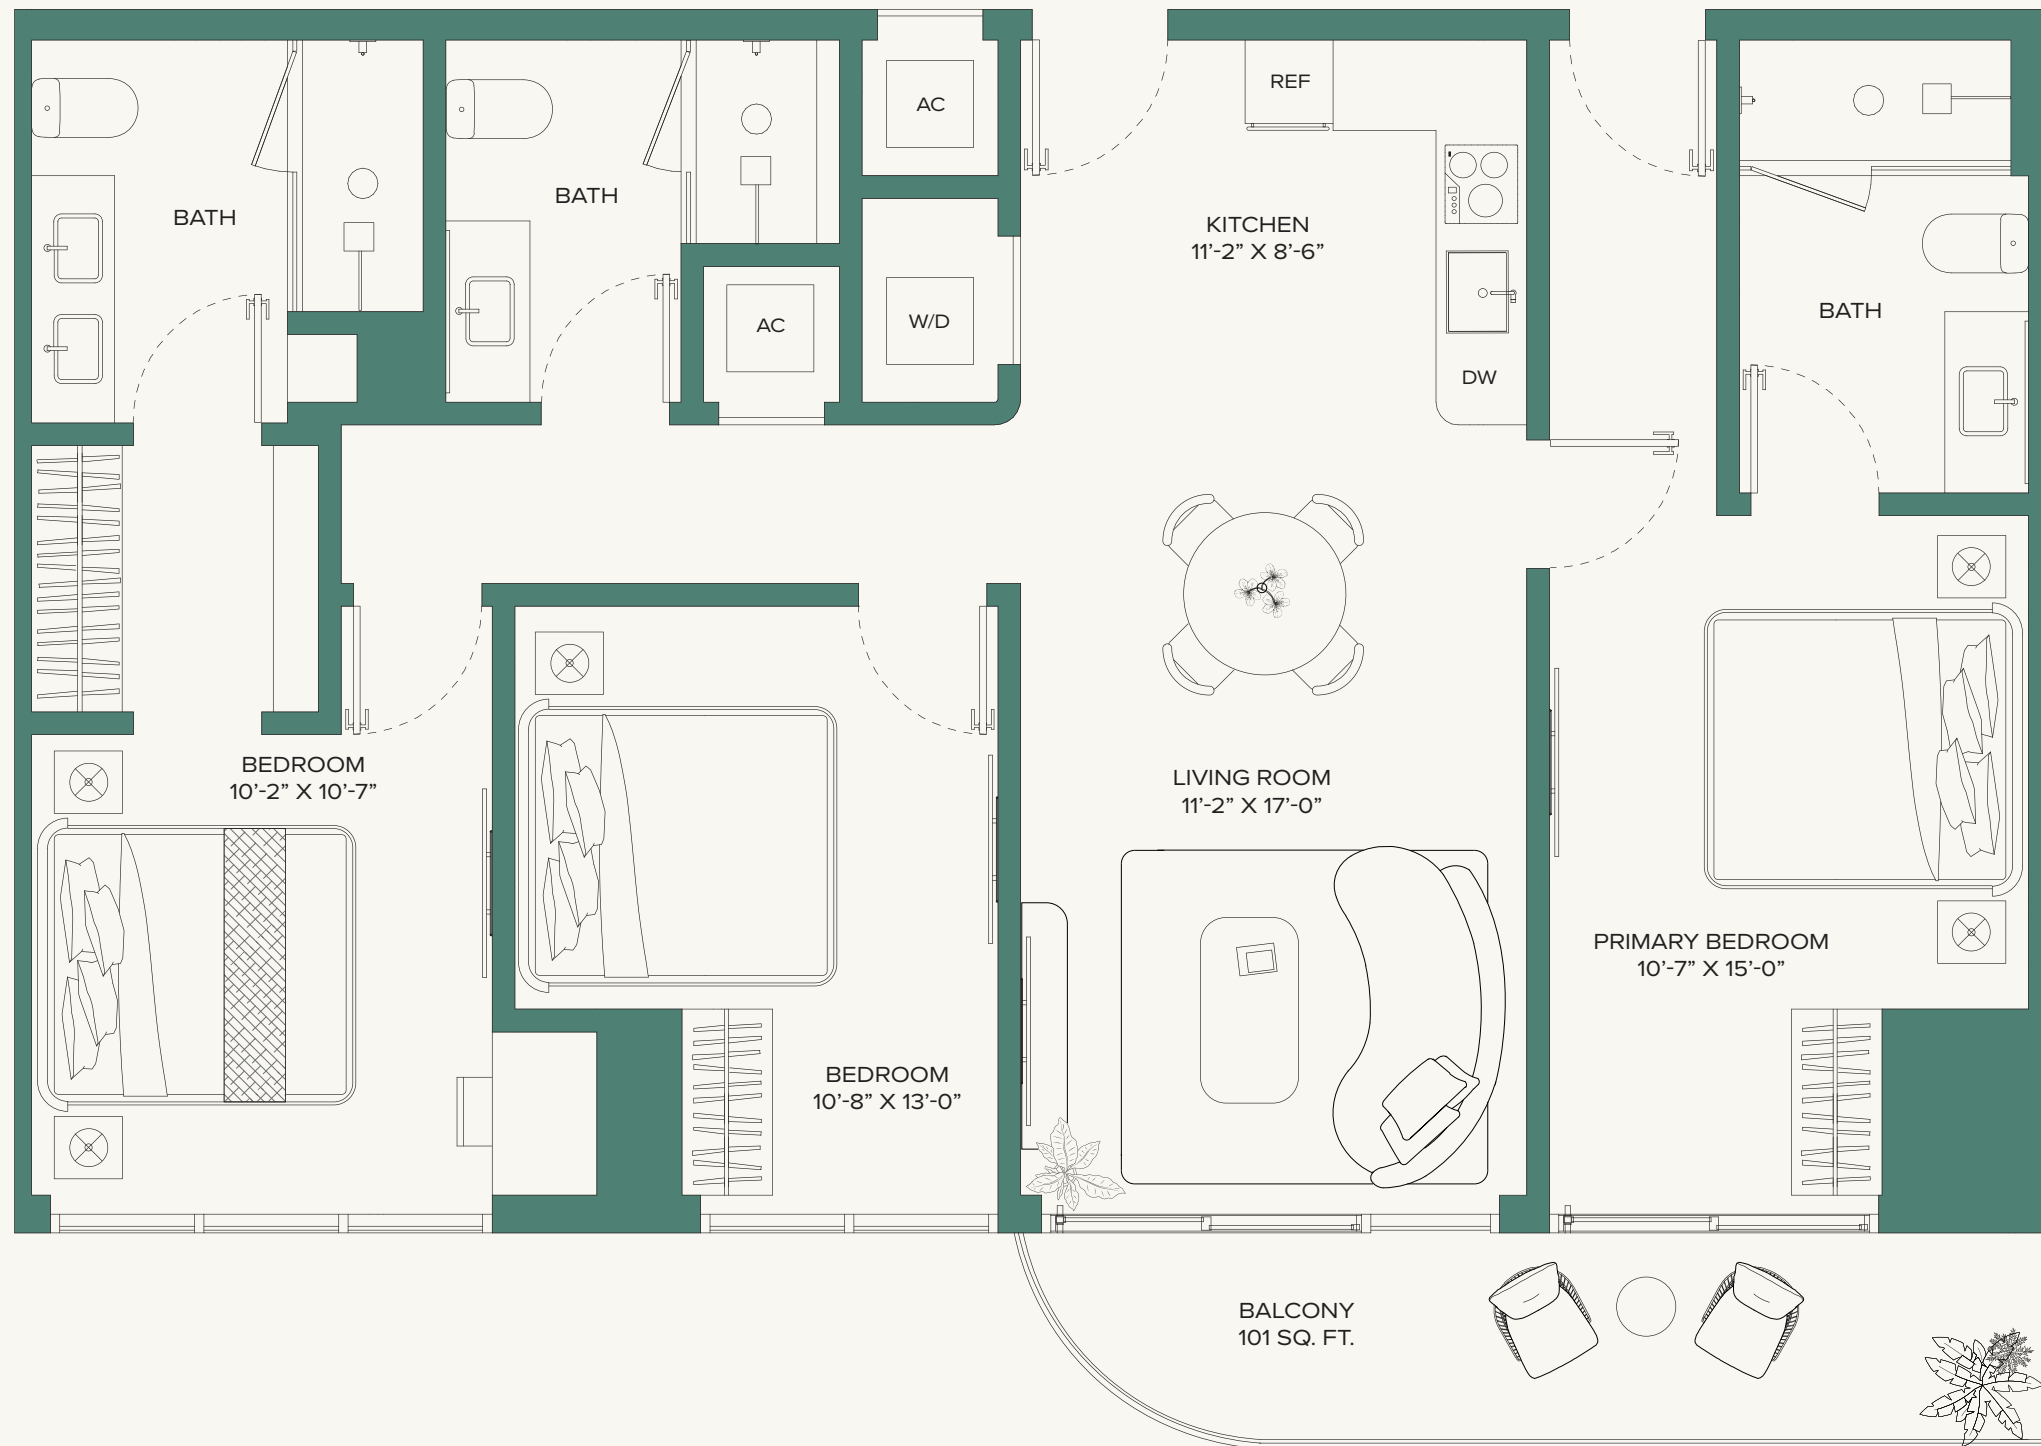 REF
AC
BATH
BATH
KITCHEN
11’-2” X 8’-6”
AC
W/D
BATH
DW
BEDROOM
10’-2” X 10’-7”
LIVING ROOM
11’-2” X 17’-0”
PRIMARY BEDROOM
10’-7” X 15’-0”
BEDROOM
10’-8” X 13’-0”
BALCONY
101 SQ. FT.